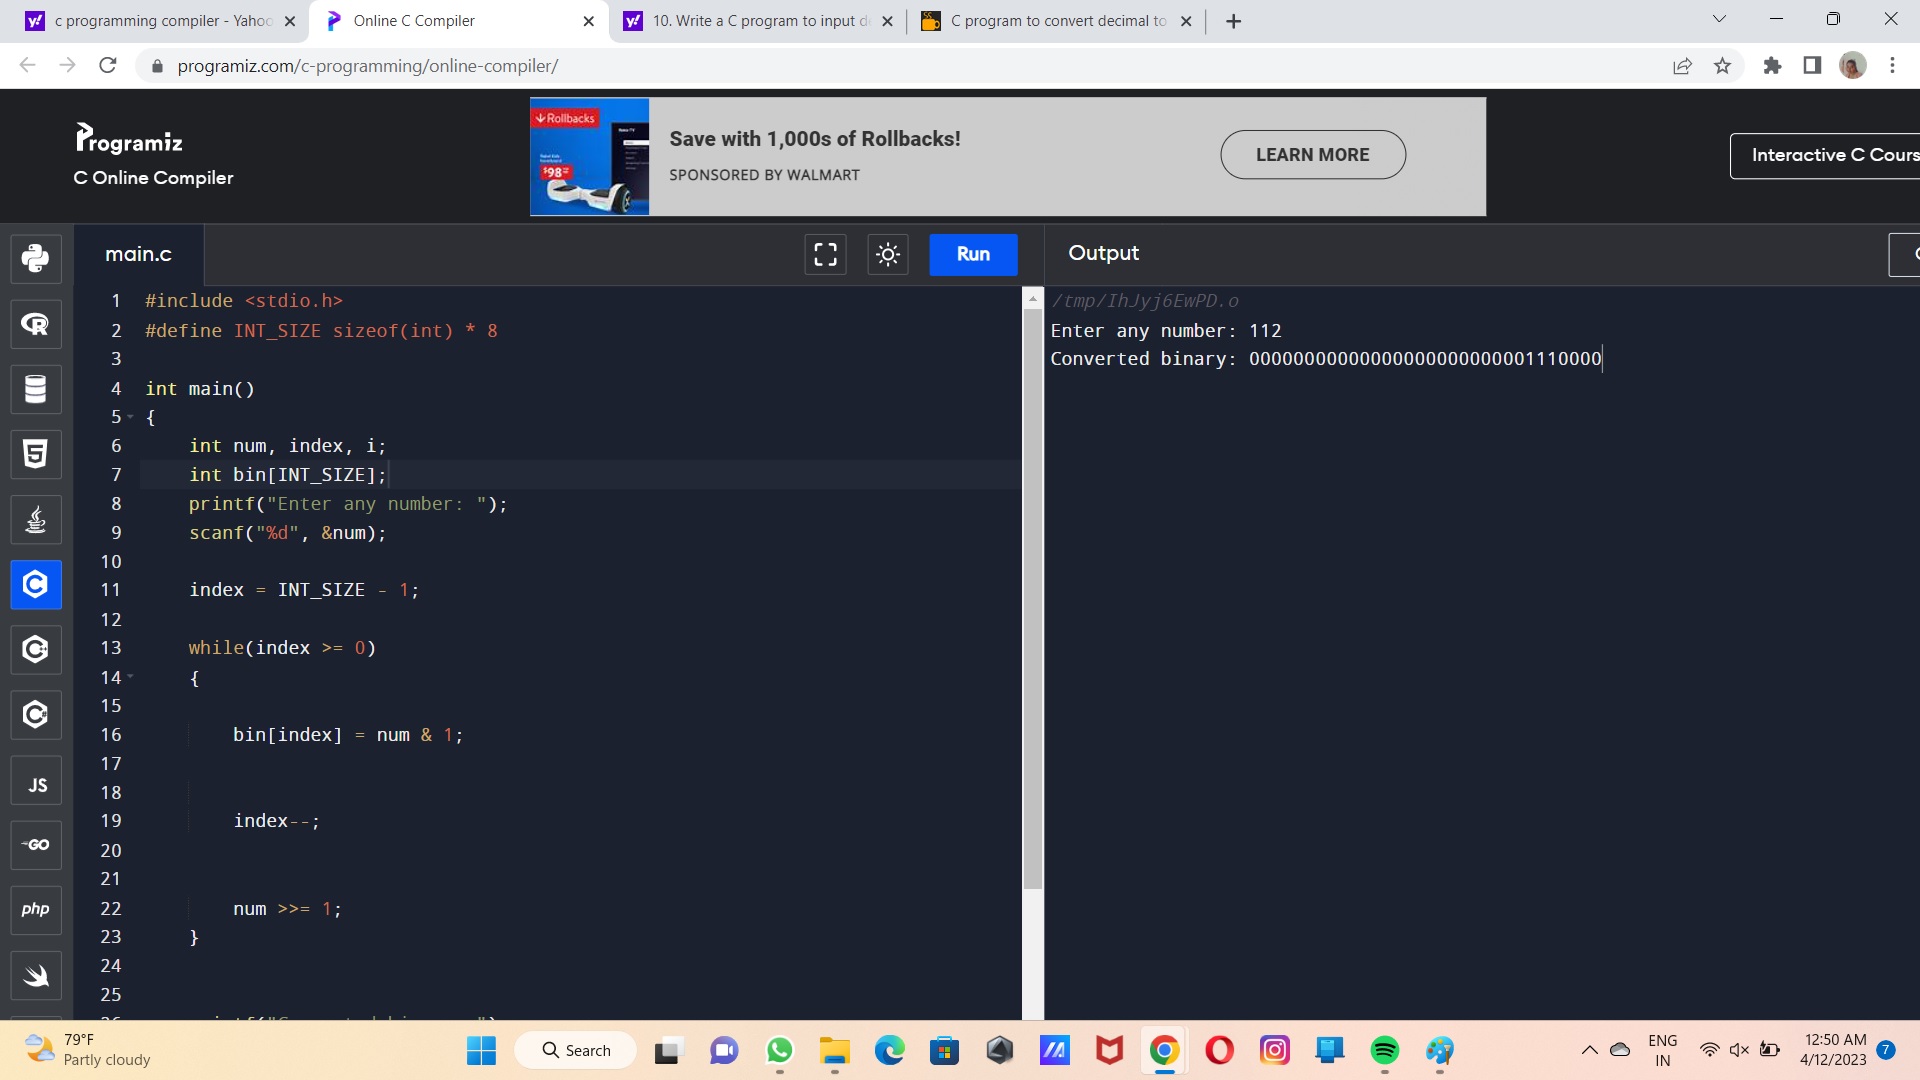 c programming compiler - Yahoo
Online C Compiler
10. Write a C program to input de
C program to convert decimal to
programiz.com/c-programming/online-compiler/
Programiz
C Online Compiler
Rollbacks
$98
Save with 1,000s of Rollbacks!
SPONSORED BY WALMART
LEARN MORE
Interactive C Cours
main.c
Run
Output
1 #include <stdio.h>
2 #define INT_SIZE sizeof(int) * 8
3
4 int main()
5 {
6 int num, index, i;
7 int bin[INT_SIZE];
8 printf("Enter any number: ");
9 scanf("%d", &num);
10
11 index = INT_SIZE - 1;
12
13 while(index >= 0)
14 {
15
16 bin[index] = num & 1;
17
18
19 index--;
20
21
22 num >>= 1;
23 }
24
25
/tmp/IhJyj6EwPD.o
Enter any number: 112
Converted binary: 00000000000000000000000001110000
JS
GO
php
79°F
Partly cloudy
Search
ENG
IN
12:50 AM
4/12/2023
7